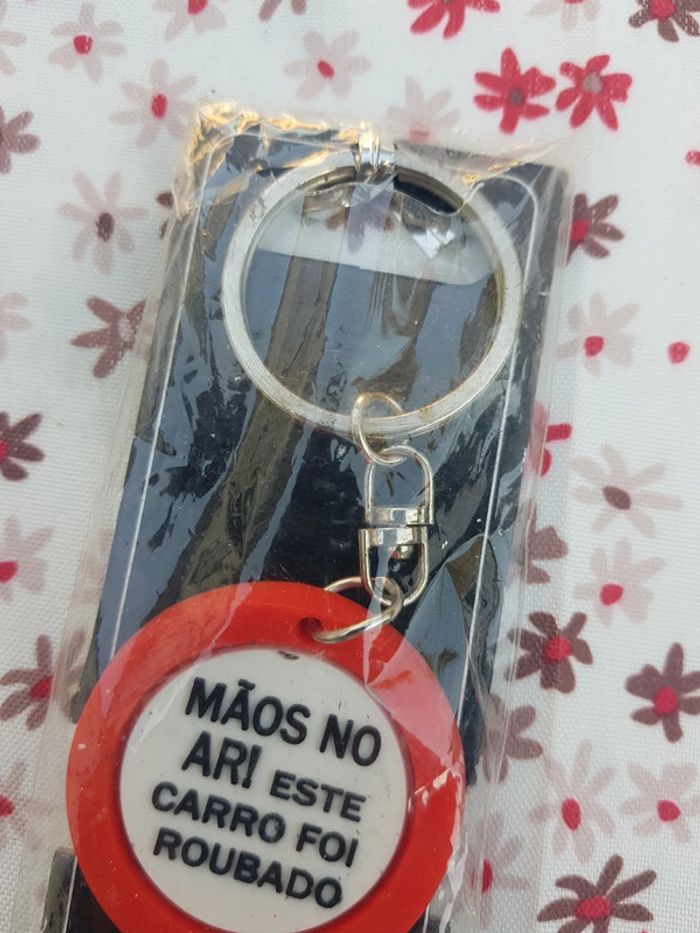 MÃOS NO
AR! ESTE
CARRO FOI
ROUBADO